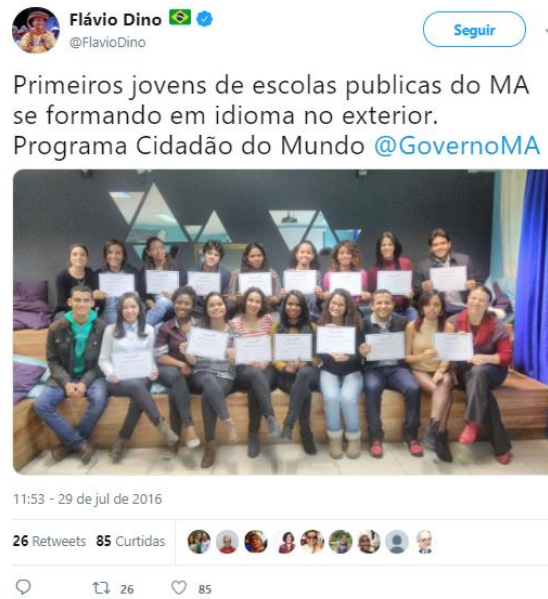 Flávio Dino
@FlavioDino
Seguir
Primeiros jovens de escolas publicas do MA
se formando em idioma no exterior.
Programa Cidadão do Mundo @GovernoMA
11:53 - 29 de jul de 2016
26 Retweets 85 Curtidas
26 85